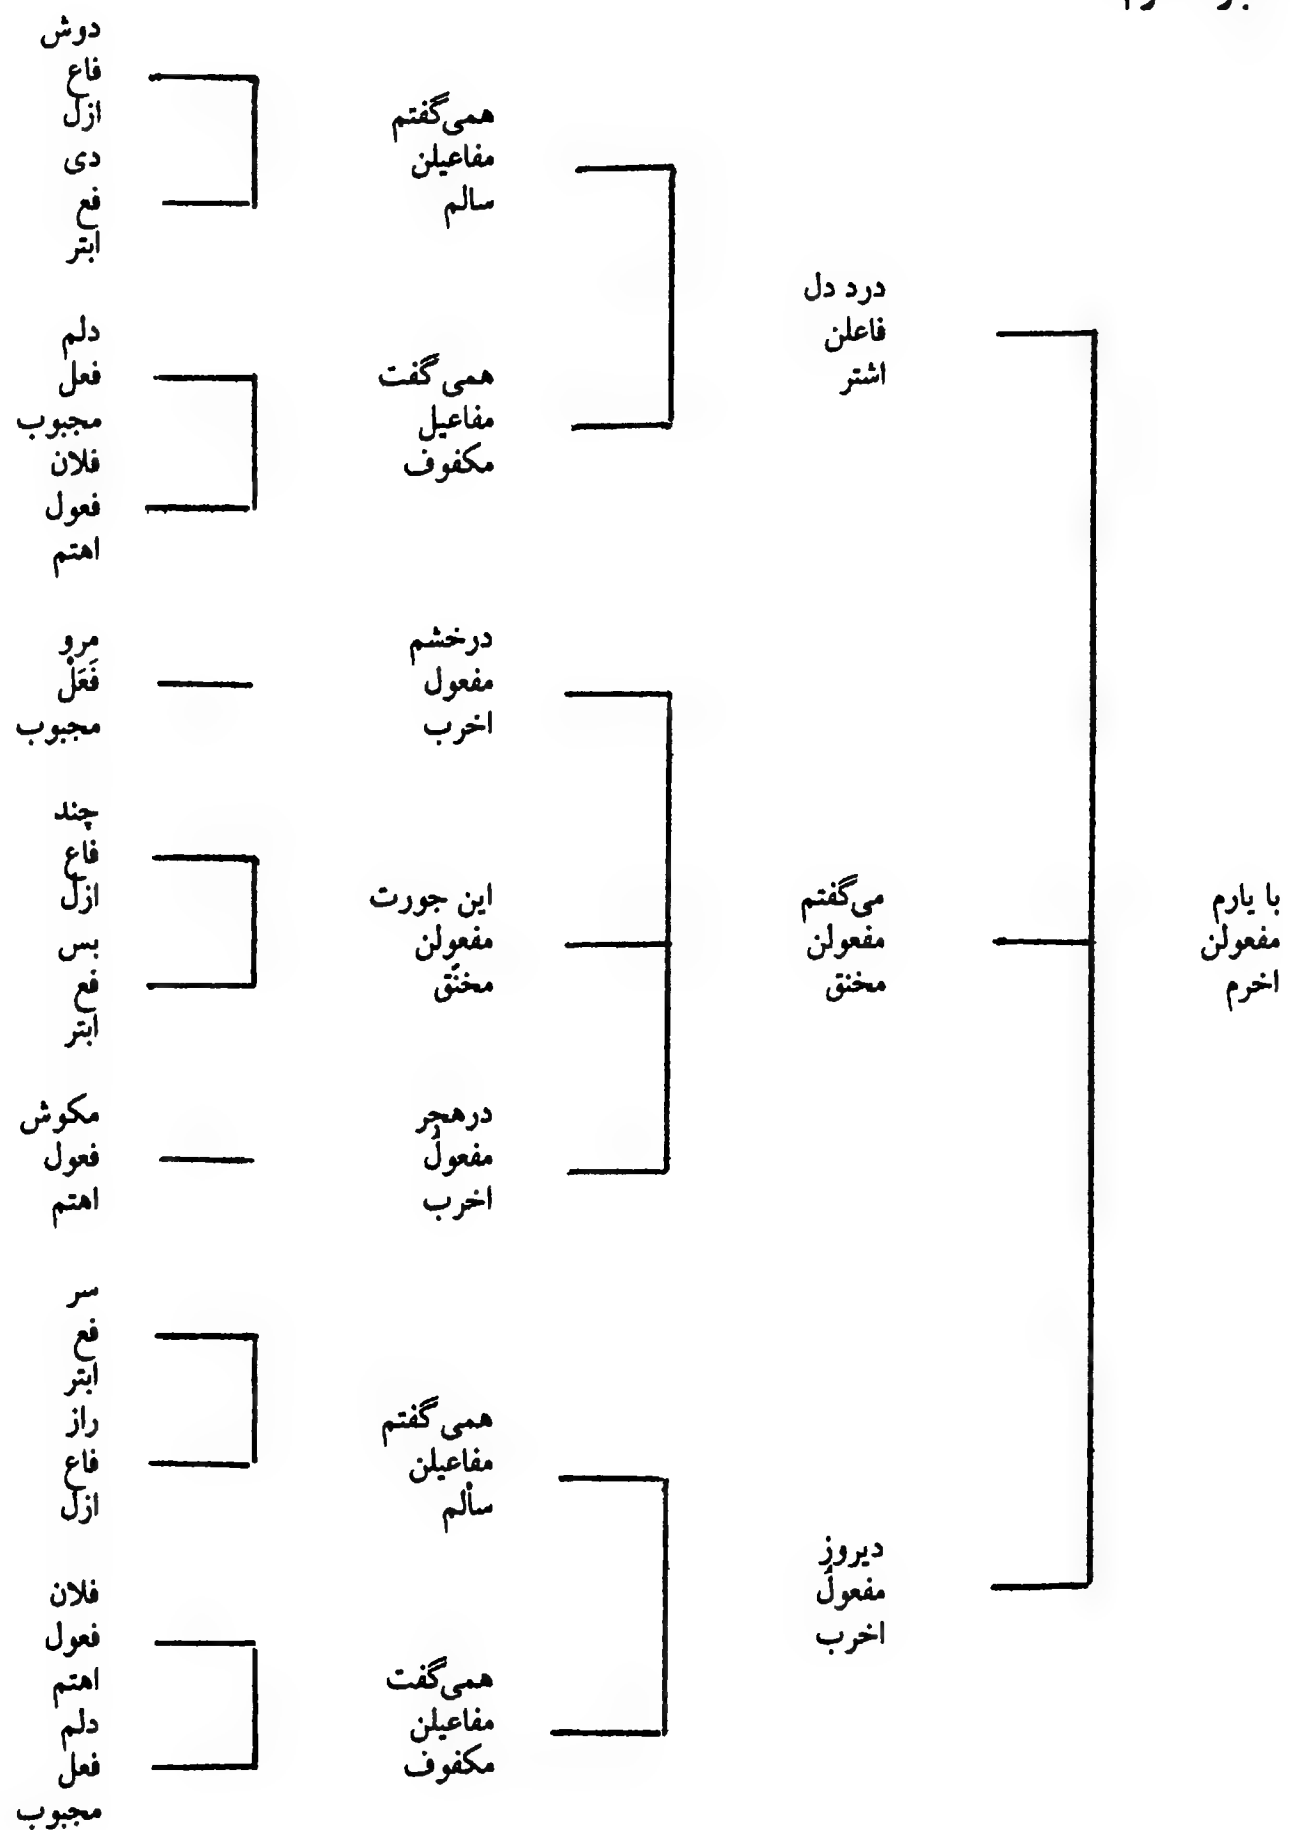 با یارم
مفعولن
اخرم
درد دل
فاعلن
اشتر
می‌گفتم
مفعولن
مخنق
دیروز
مفعولُ
اخرب
همی‌گفتم
مفاعیلن
سالم
همی گفت
مفاعیل
مکفوف
درخشم
مفعول
اخرب
این جورت
مفعولن
مخنّق
درهجر
مفعولُ
اخرب
همی گفتم
مفاعیلن
سالم
همی‌گفت
مفاعیلن
مکفوف
دوش
فاع
ازل
دی
فع
ابتر
دلم
فعل
مجبوب
فلان
فعول
اهتم
مرو
فَعَلْ
مجبوب
چند
فاع
ازل
بس
فع
ابتر
مکوش
فعول
اهتم
سر
فع
ابتر
راز
فاع
ازل
فلان
فعول
اهتم
دلم
فعل
مجبوب